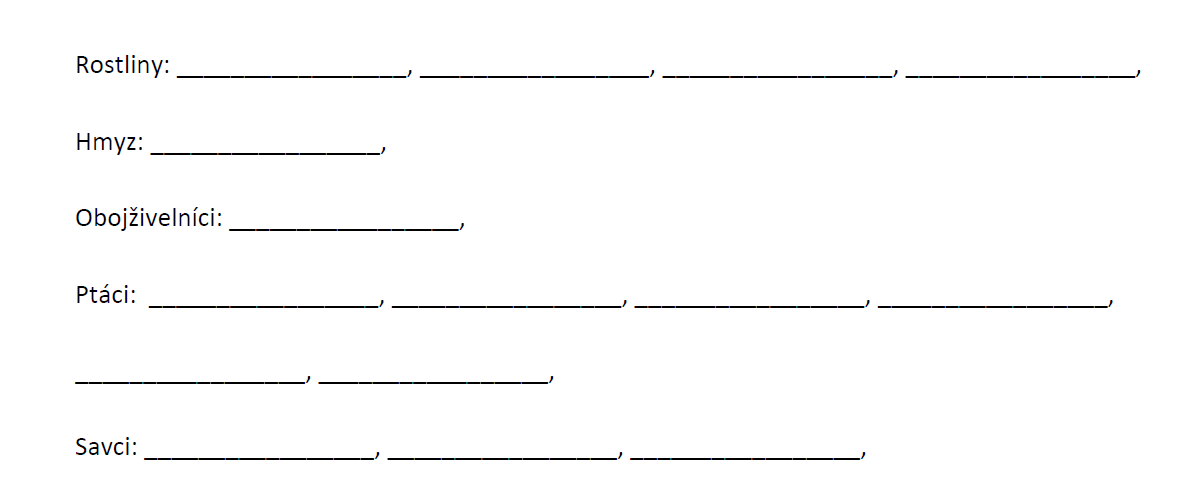 Rostliny: _________________, _________________, _________________, _________________,
Hmyz: _________________,
Obojživelníci: _________________,
Ptáci: _________________, _________________, _________________, _________________,
_________________, _________________,
Savci: _________________, _________________, _________________,